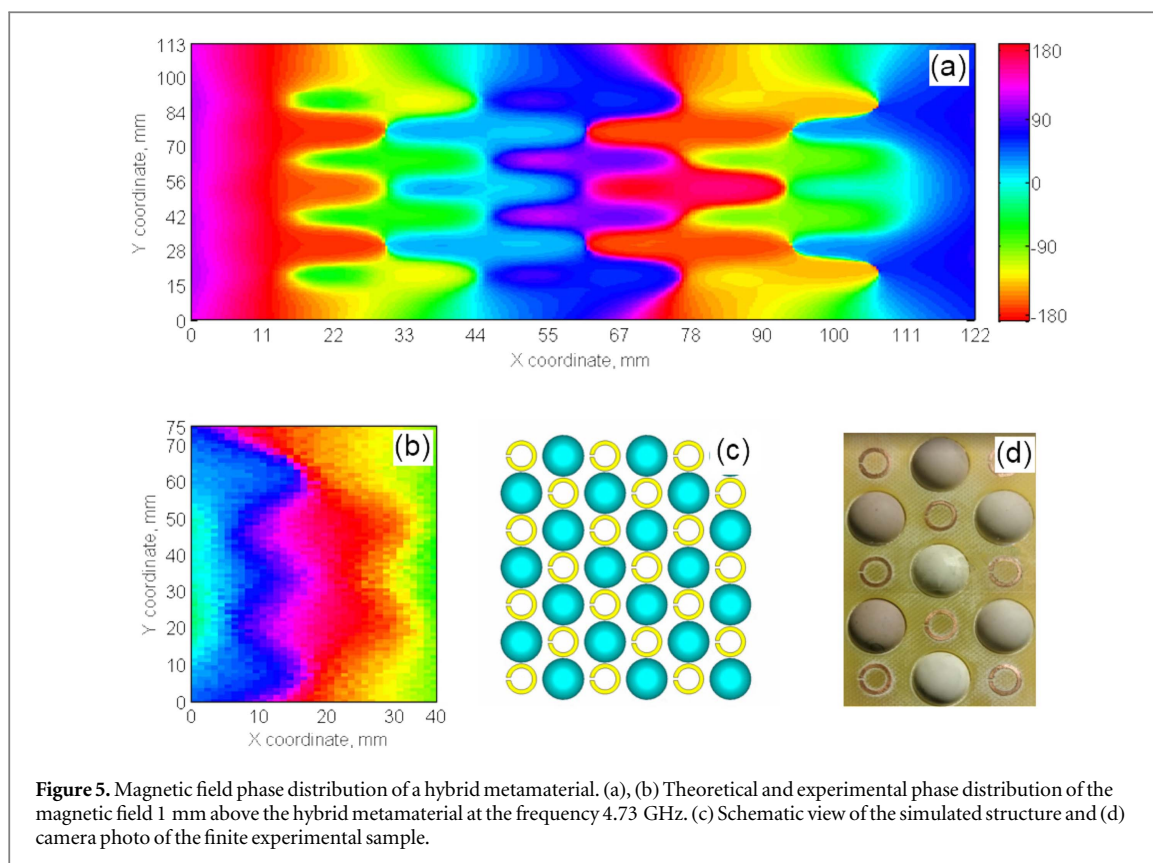 (a)
113
100
84
70
56
42
28
15
0
Y coordinate, mm
0 11 22 33 44 55 67 78 90 100 111 122
X coordinate, mm
180
90
0
-90
-180
(b)
75
70
60
50
40
30
20
10
0
Y coordinate, mm
0 10 20 30 40
X coordinate, mm
(c)
(d)
Figure 5. Magnetic field phase distribution of a hybrid metamaterial. (a), (b) Theoretical and experimental phase distribution of the
magnetic field 1 mm above the hybrid metamaterial at the frequency 4.73 GHz. (c) Schematic view of the simulated structure and (d)
camera photo of the finite experimental sample.